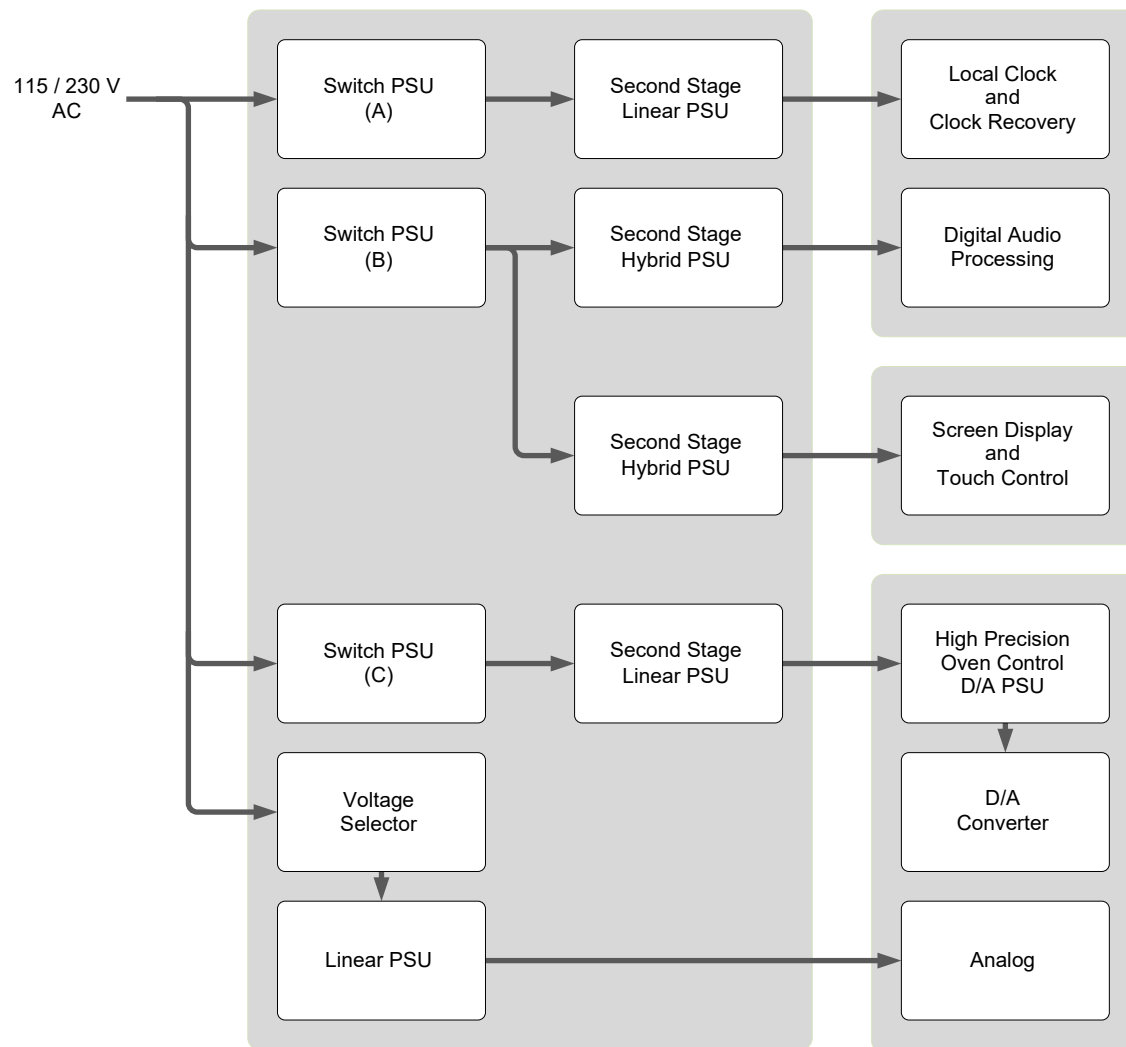 115 / 230 V
AC
Switch PSU
(A)
Second Stage
Linear PSU
Local Clock
and
Clock Recovery
Switch PSU
(B)
Second Stage
Hybrid PSU
Digital Audio
Processing
Second Stage
Hybrid PSU
Screen Display
and
Touch Control
Switch PSU
(C)
Second Stage
Linear PSU
High Precision
Oven Control
D/A PSU
Voltage
Selector
D/A
Converter
Linear PSU
Analog